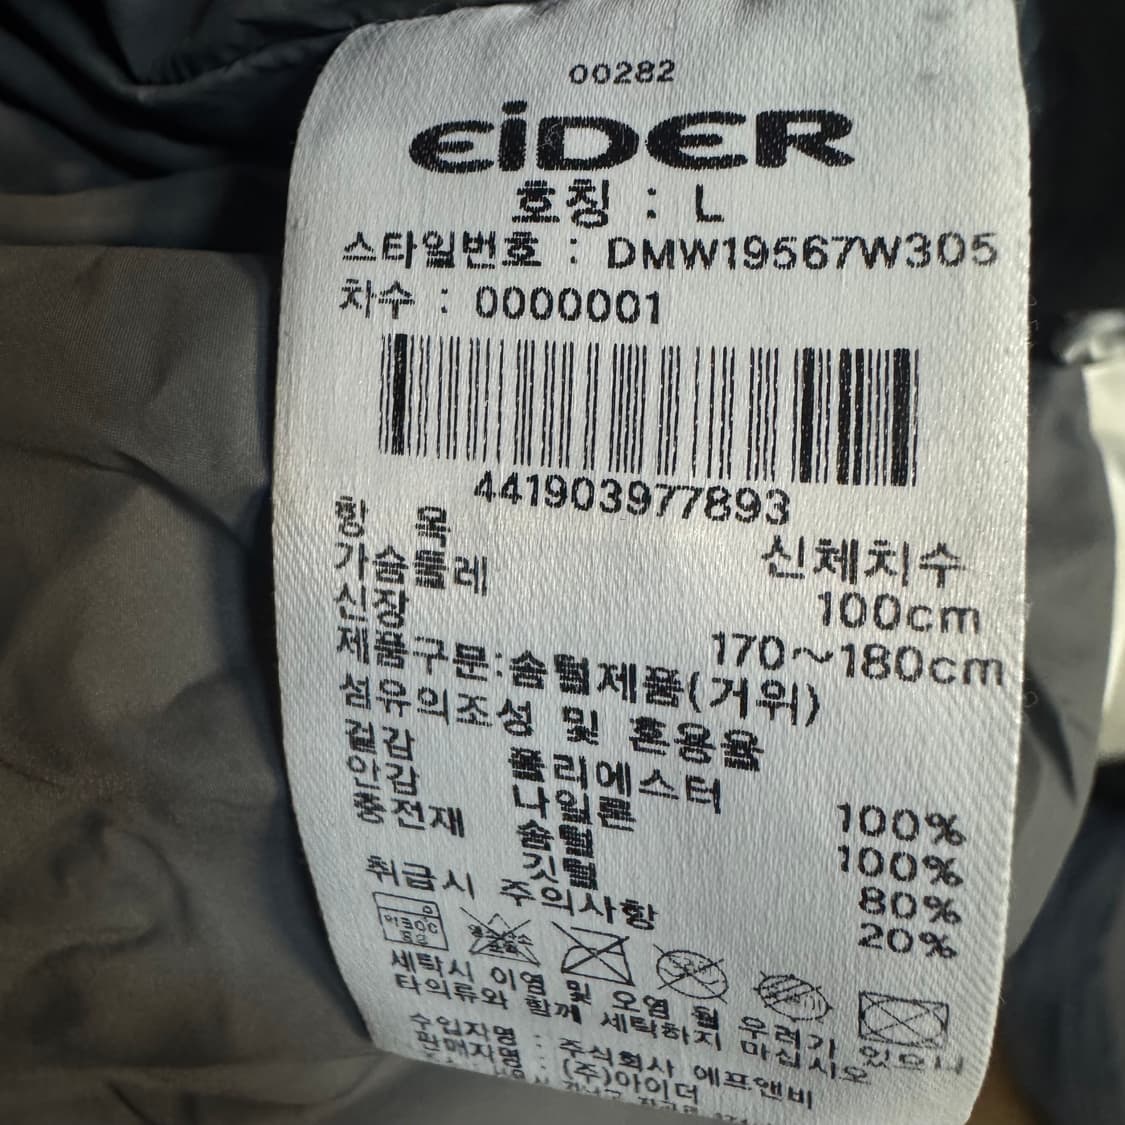 00282
EiDER
호칭 : L
스타일번호 : DMW19567W305
차수 : 0000001
441903977893
항 목 신체치수
가슴둘레 100cm
신장 170~180cm
제품구분:솜털제품(거위)
섬유의조성 및 혼용율
겉감 폴리에스터 100%
안감 나일론 100%
충전재 솜털 80%
깃털 20%
취급시 주의사항
세탁시 이염 및 오염 될 우려가 있으니
타의류와 함께 세탁하지 마십시오
수입자명 : 주식회사 에프앤비
판매자명 : (주)아이더